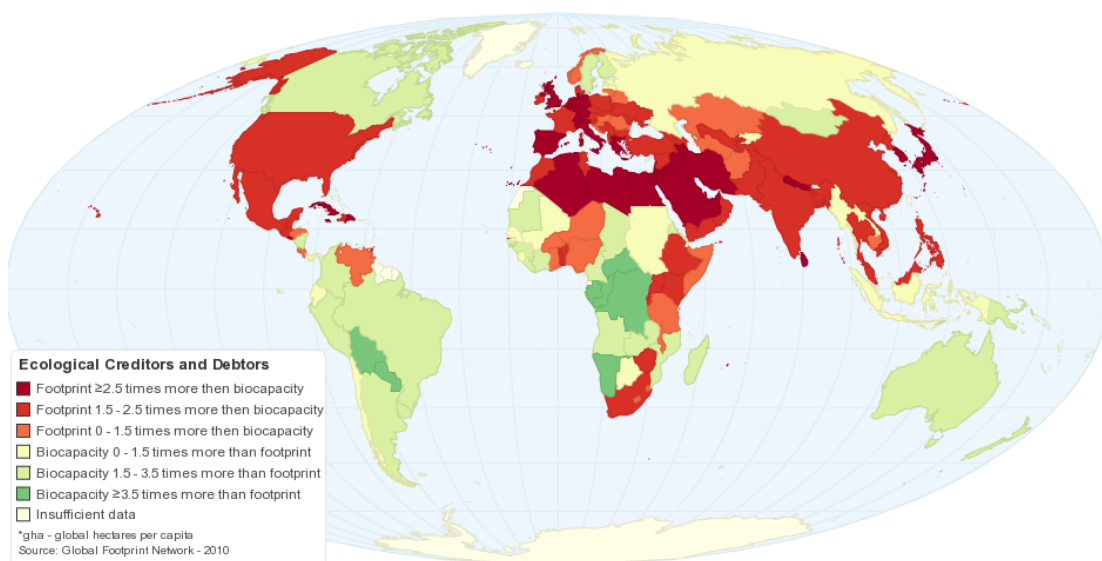 Ecological Creditors and Debtors
Footprint ≥2.5 times more then biocapacity
Footprint 1.5 - 2.5 times more then biocapacity
Footprint 0 - 1.5 times more then biocapacity
Biocapacity 0 - 1.5 times more than footprint
Biocapacity 1.5 - 3.5 times more than footprint
Biocapacity ≥3.5 times more than footprint
Insufficient data
*gha - global hectares per capita
Source: Global Footprint Network - 2010